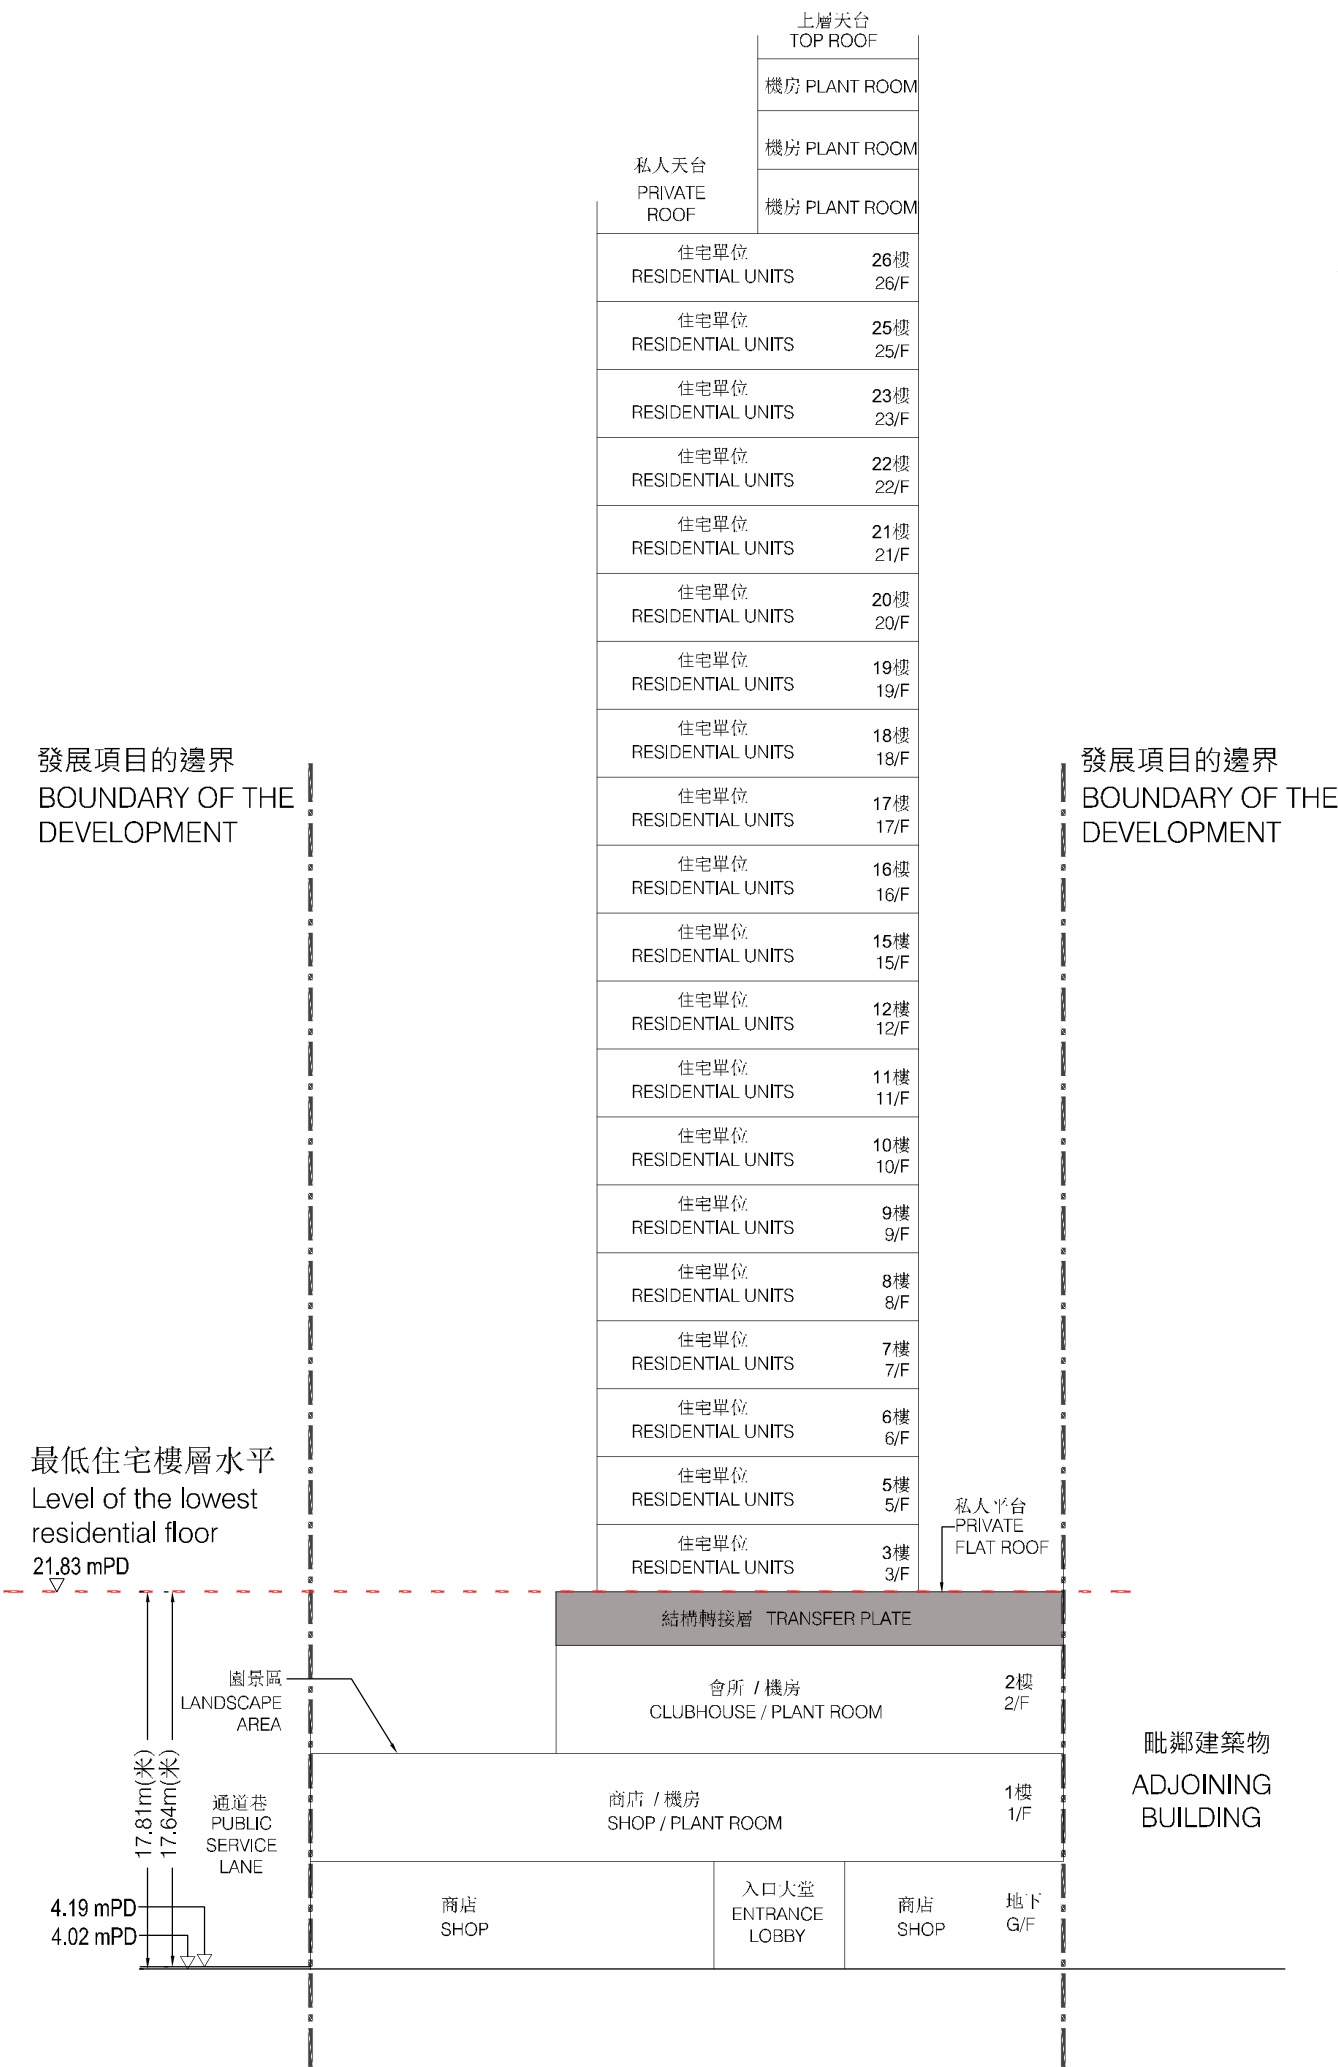 上層天台
TOP ROOF
機房 PLANT ROOM
機房 PLANT ROOM
私人天台
PRIVATE
ROOF
機房 PLANT ROOM
住宅單位
RESIDENTIAL UNITS
26樓
26/F
住宅單位
RESIDENTIAL UNITS
25樓
25/F
住宅單位
RESIDENTIAL UNITS
23樓
23/F
住宅單位
RESIDENTIAL UNITS
22樓
22/F
住宅單位
RESIDENTIAL UNITS
21樓
21/F
住宅單位
RESIDENTIAL UNITS
20樓
20/F
住宅單位
RESIDENTIAL UNITS
19樓
19/F
住宅單位
RESIDENTIAL UNITS
18樓
18/F
發展項目的邊界
BOUNDARY OF THE
DEVELOPMENT
發展項目的邊界
BOUNDARY OF THE
DEVELOPMENT
住宅單位
RESIDENTIAL UNITS
17樓
17/F
住宅單位
RESIDENTIAL UNITS
16樓
16/F
住宅單位
RESIDENTIAL UNITS
15樓
15/F
住宅單位
RESIDENTIAL UNITS
12樓
12/F
住宅單位
RESIDENTIAL UNITS
11樓
11/F
住宅單位
RESIDENTIAL UNITS
10樓
10/F
住宅單位
RESIDENTIAL UNITS
9樓
9/F
住宅單位
RESIDENTIAL UNITS
8樓
8/F
住宅單位
RESIDENTIAL UNITS
7樓
7/F
住宅單位
RESIDENTIAL UNITS
6樓
6/F
住宅單位
RESIDENTIAL UNITS
5樓
5/F
住宅單位
RESIDENTIAL UNITS
3樓
3/F
最低住宅樓層水平
Level of the lowest
residential floor
21.83 mPD
私人平台
PRIVATE
FLAT ROOF
結構轉接層 TRANSFER PLATE
園景區
LANDSCAPE
AREA
會所 / 機房
CLUBHOUSE / PLANT ROOM
2樓
2/F
毗鄰建築物
ADJOINING
BUILDING
17.81m(米)
17.64m(米)
通道巷
PUBLIC
SERVICE
LANE
商店 / 機房
SHOP / PLANT ROOM
1樓
1/F
4.19 mPD
4.02 mPD
商店
SHOP
入口大堂
ENTRANCE
LOBBY
商店
SHOP
地下
G/F